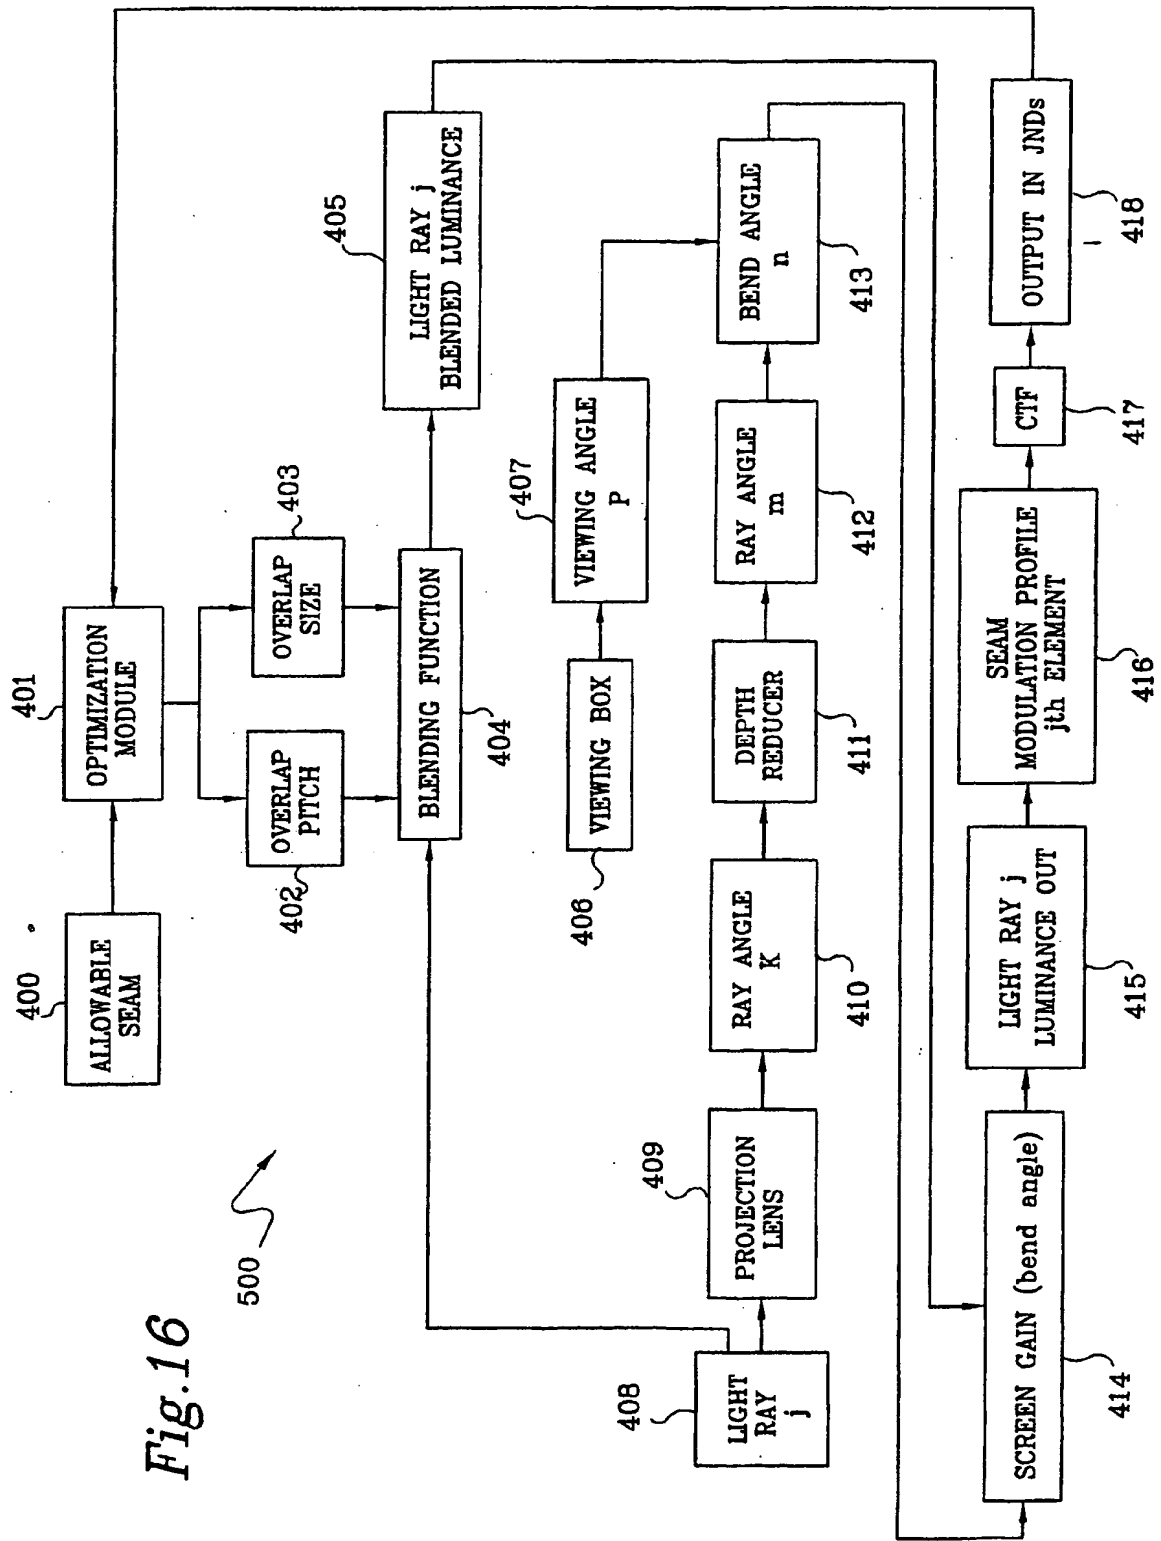 Fig.16
500
400
ALLOWABLE
SEAM
401
OPTIMIZATION
MODULE
402
OVERLAP
PITCH
403
OVERLAP
SIZE
BLENDING FUNCTION
404
405
LIGHT RAY j
BLENDED LUMINANCE
VIEWING BOX
406
407
VIEWING ANGLE
P
408
LIGHT
RAY
j
409
PROJECTION
LENS
RAY ANGLE
K
410
DEPTH
REDUCER
411
RAY ANGLE
m
412
BEND ANGLE
n
413
SCREEN GAIN (bend angle)
414
LIGHT RAY j
LUMINANCE OUT
415
SEAM
MODULATION PROFILE
jth ELEMENT
416
CTF
417
OUTPUT IN JNDs
418